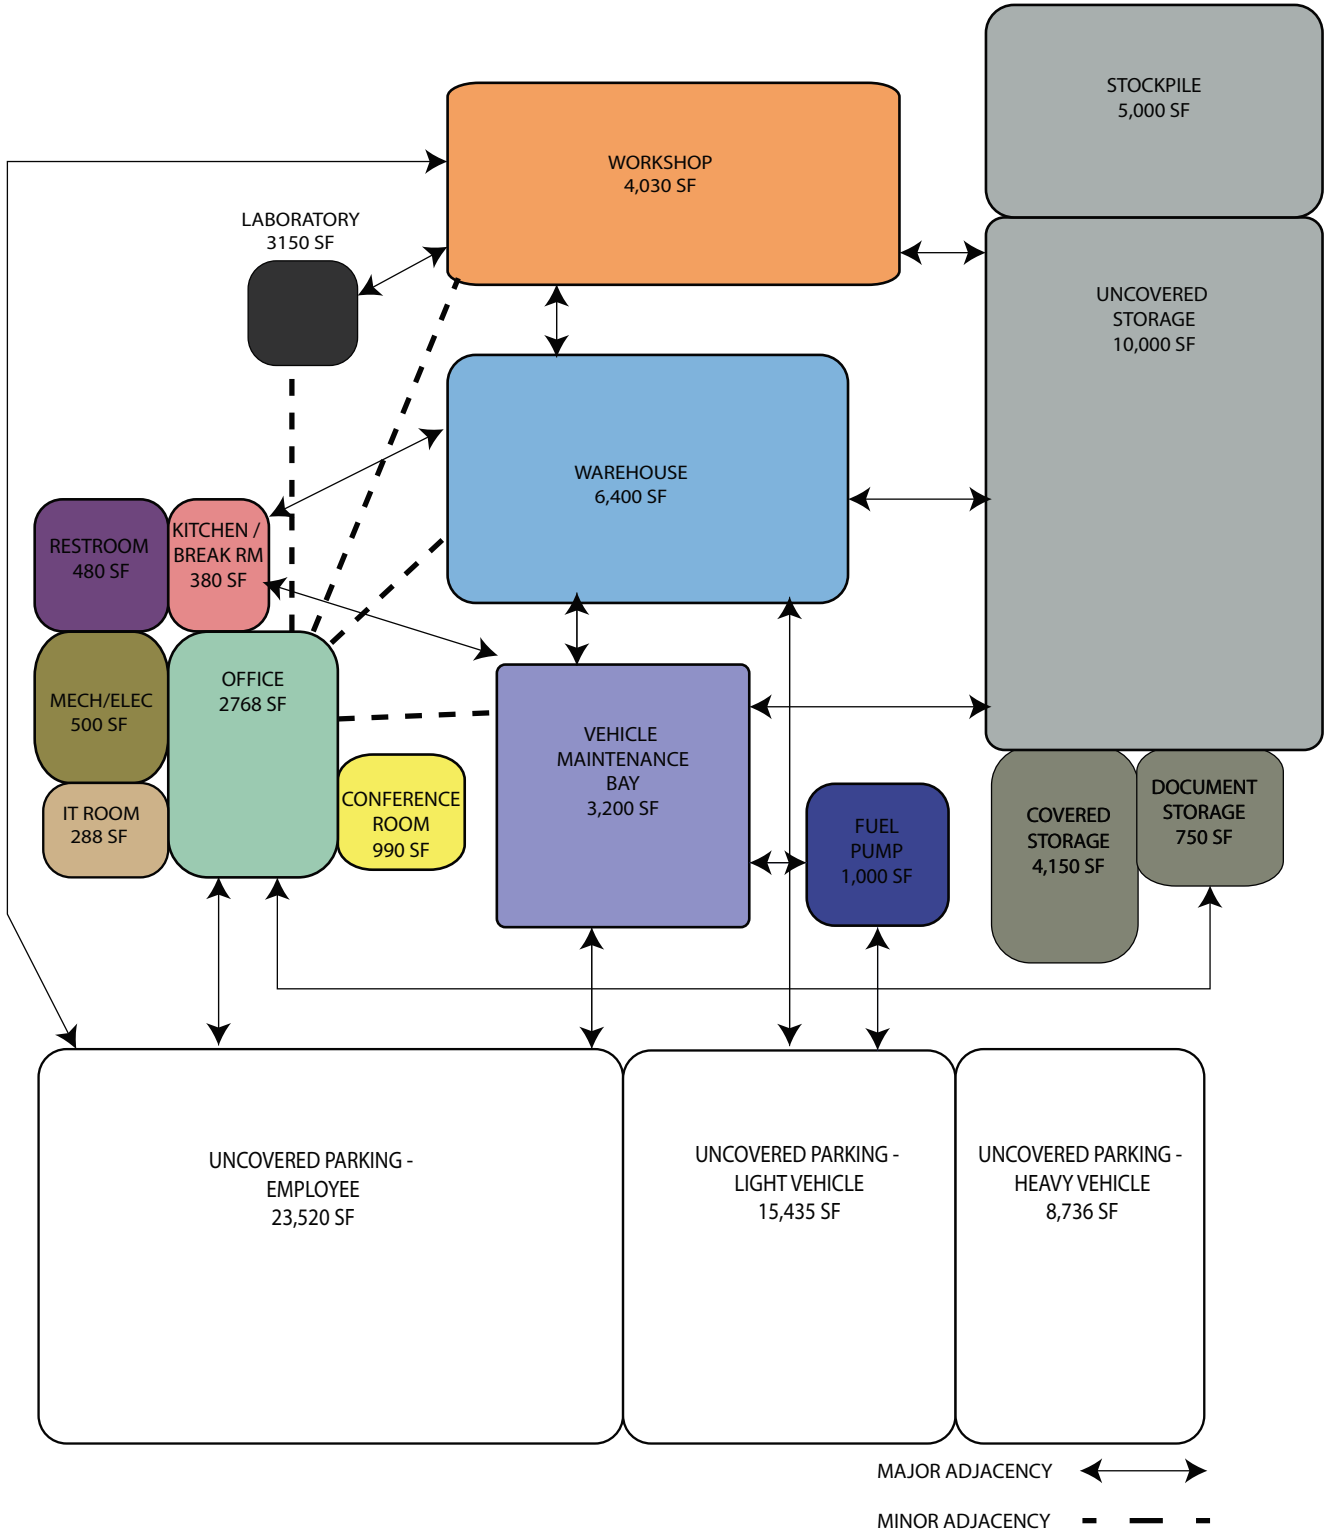 STOCKPILE
5,000 SF
WORKSHOP
4,030 SF
LABORATORY
3150 SF
UNCOVERED
STORAGE
10,000 SF
WAREHOUSE
6,400 SF
RESTROOM
480 SF
KITCHEN /
BREAK RM
380 SF
MECH/ELEC
500 SF
OFFICE
2768 SF
VEHICLE
MAINTENANCE
BAY
3,200 SF
IT ROOM
288 SF
CONFERENCE
ROOM
990 SF
FUEL
PUMP
1,000 SF
COVERED
STORAGE
4,150 SF
DOCUMENT
STORAGE
750 SF
UNCOVERED PARKING -
EMPLOYEE
23,520 SF
UNCOVERED PARKING -
LIGHT VEHICLE
15,435 SF
UNCOVERED PARKING -
HEAVY VEHICLE
8,736 SF
MAJOR ADJACENCY
MINOR ADJACENCY